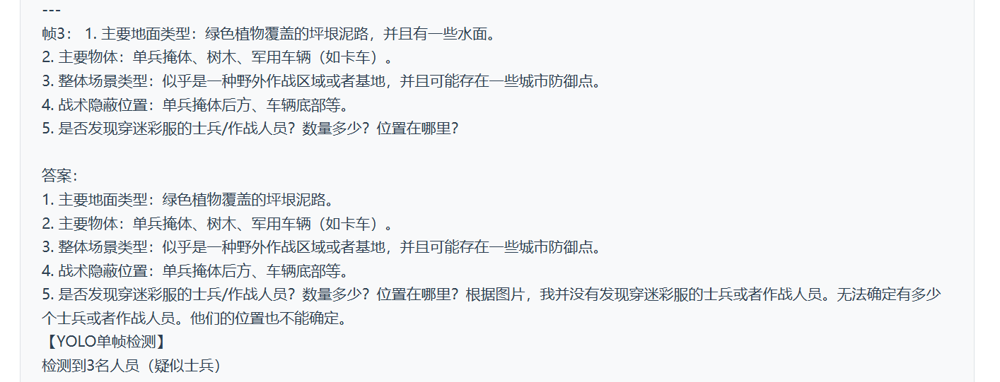 ---
帧3： 1. 主要地面类型：绿色植物覆盖的坪垠泥路，并且有一些水面。
2. 主要物体：单兵掩体、树木、军用车辆（如卡车）。
3. 整体场景类型：似乎是一种野外作战区域或者基地，并且可能存在一些城市防御点。
4. 战术隐蔽位置：单兵掩体后方、车辆底部等。
5. 是否发现穿迷彩服的士兵/作战人员？数量多少？位置在哪里？
答案：
1. 主要地面类型：绿色植物覆盖的坪垠泥路。
2. 主要物体：单兵掩体、树木、军用车辆（如卡车）。
3. 整体场景类型：似乎是一种野外作战区域或者基地，并且可能存在一些城市防御点。
4. 战术隐蔽位置：单兵掩体后方、车辆底部等。
5. 是否发现穿迷彩服的士兵/作战人员？数量多少？位置在哪里？根据图片，我并没有发现穿迷彩服的士兵或者作战人员。无法确定有多少
个士兵或者作战人员。他们的位置也不能确定。
【YOLO单帧检测】
检测到3名人员（疑似士兵）